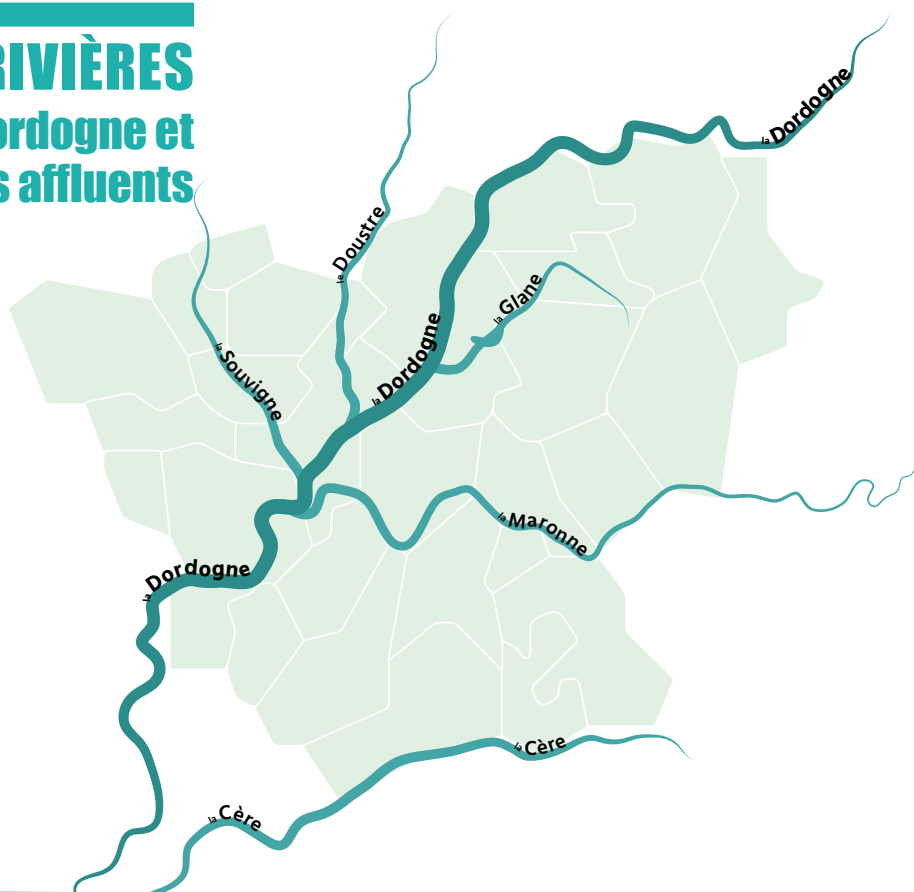 RIVIÈRES
ordogne et
s affluents
la Dordogne
le Doustre
la Glane
la Dordogne
la Souvigne
la Maronne
la Dordogne
la Cère
la Cère